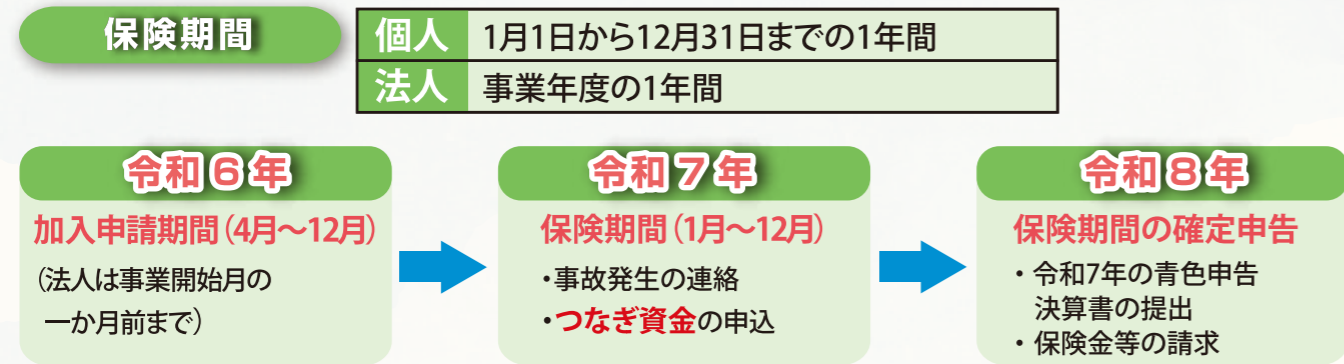 保険期間
個人 1月1日から12月31日までの1年間
法人 事業年度の1年間
令和6年
加入申請期間(4月～12月)
(法人は事業開始月の
一か月前まで)
令和7年
保険期間(1月～12月)
・事故発生の連絡
・つなぎ資金の申込
令和8年
保険期間の確定申告
・令和7年の青色申告
決算書の提出
・保険金等の請求